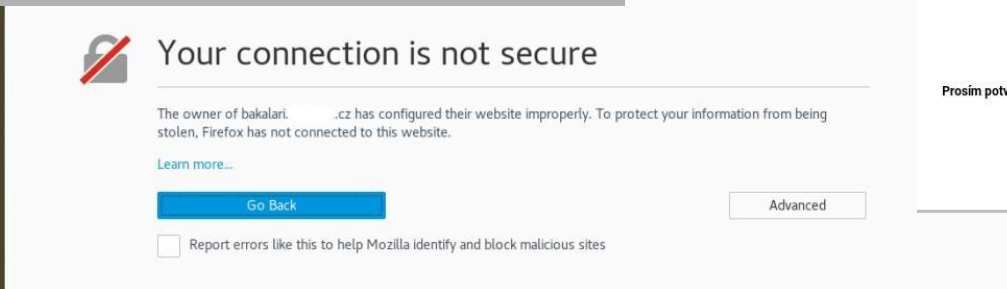 Your connection is not secure
The owner of bakalari. .cz has configured their website improperly. To protect your information from being
stolen, Firefox has not connected to this website.
Learn more...
Go Back
Advanced
Report errors like this to help Mozilla identify and block malicious sites
Prosím